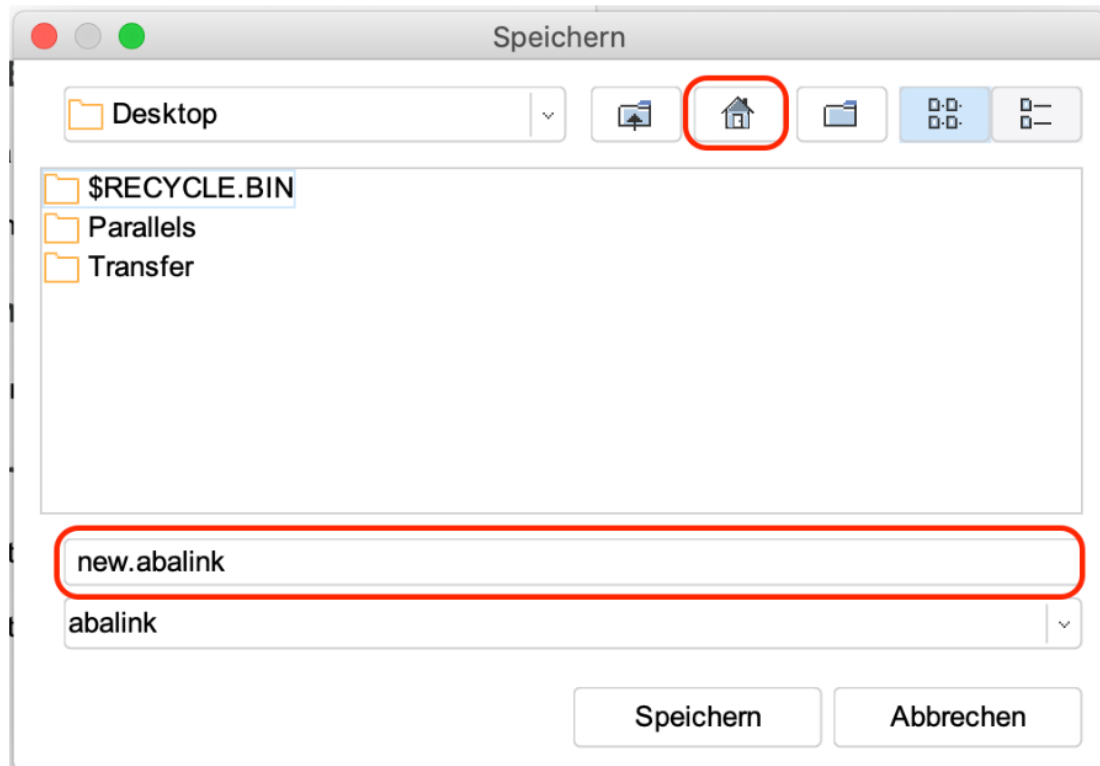 Speichern
Desktop
$RECYCLE.BIN
Parallels
Transfer
new.abalink
abalink
Speichern
Abbrechen